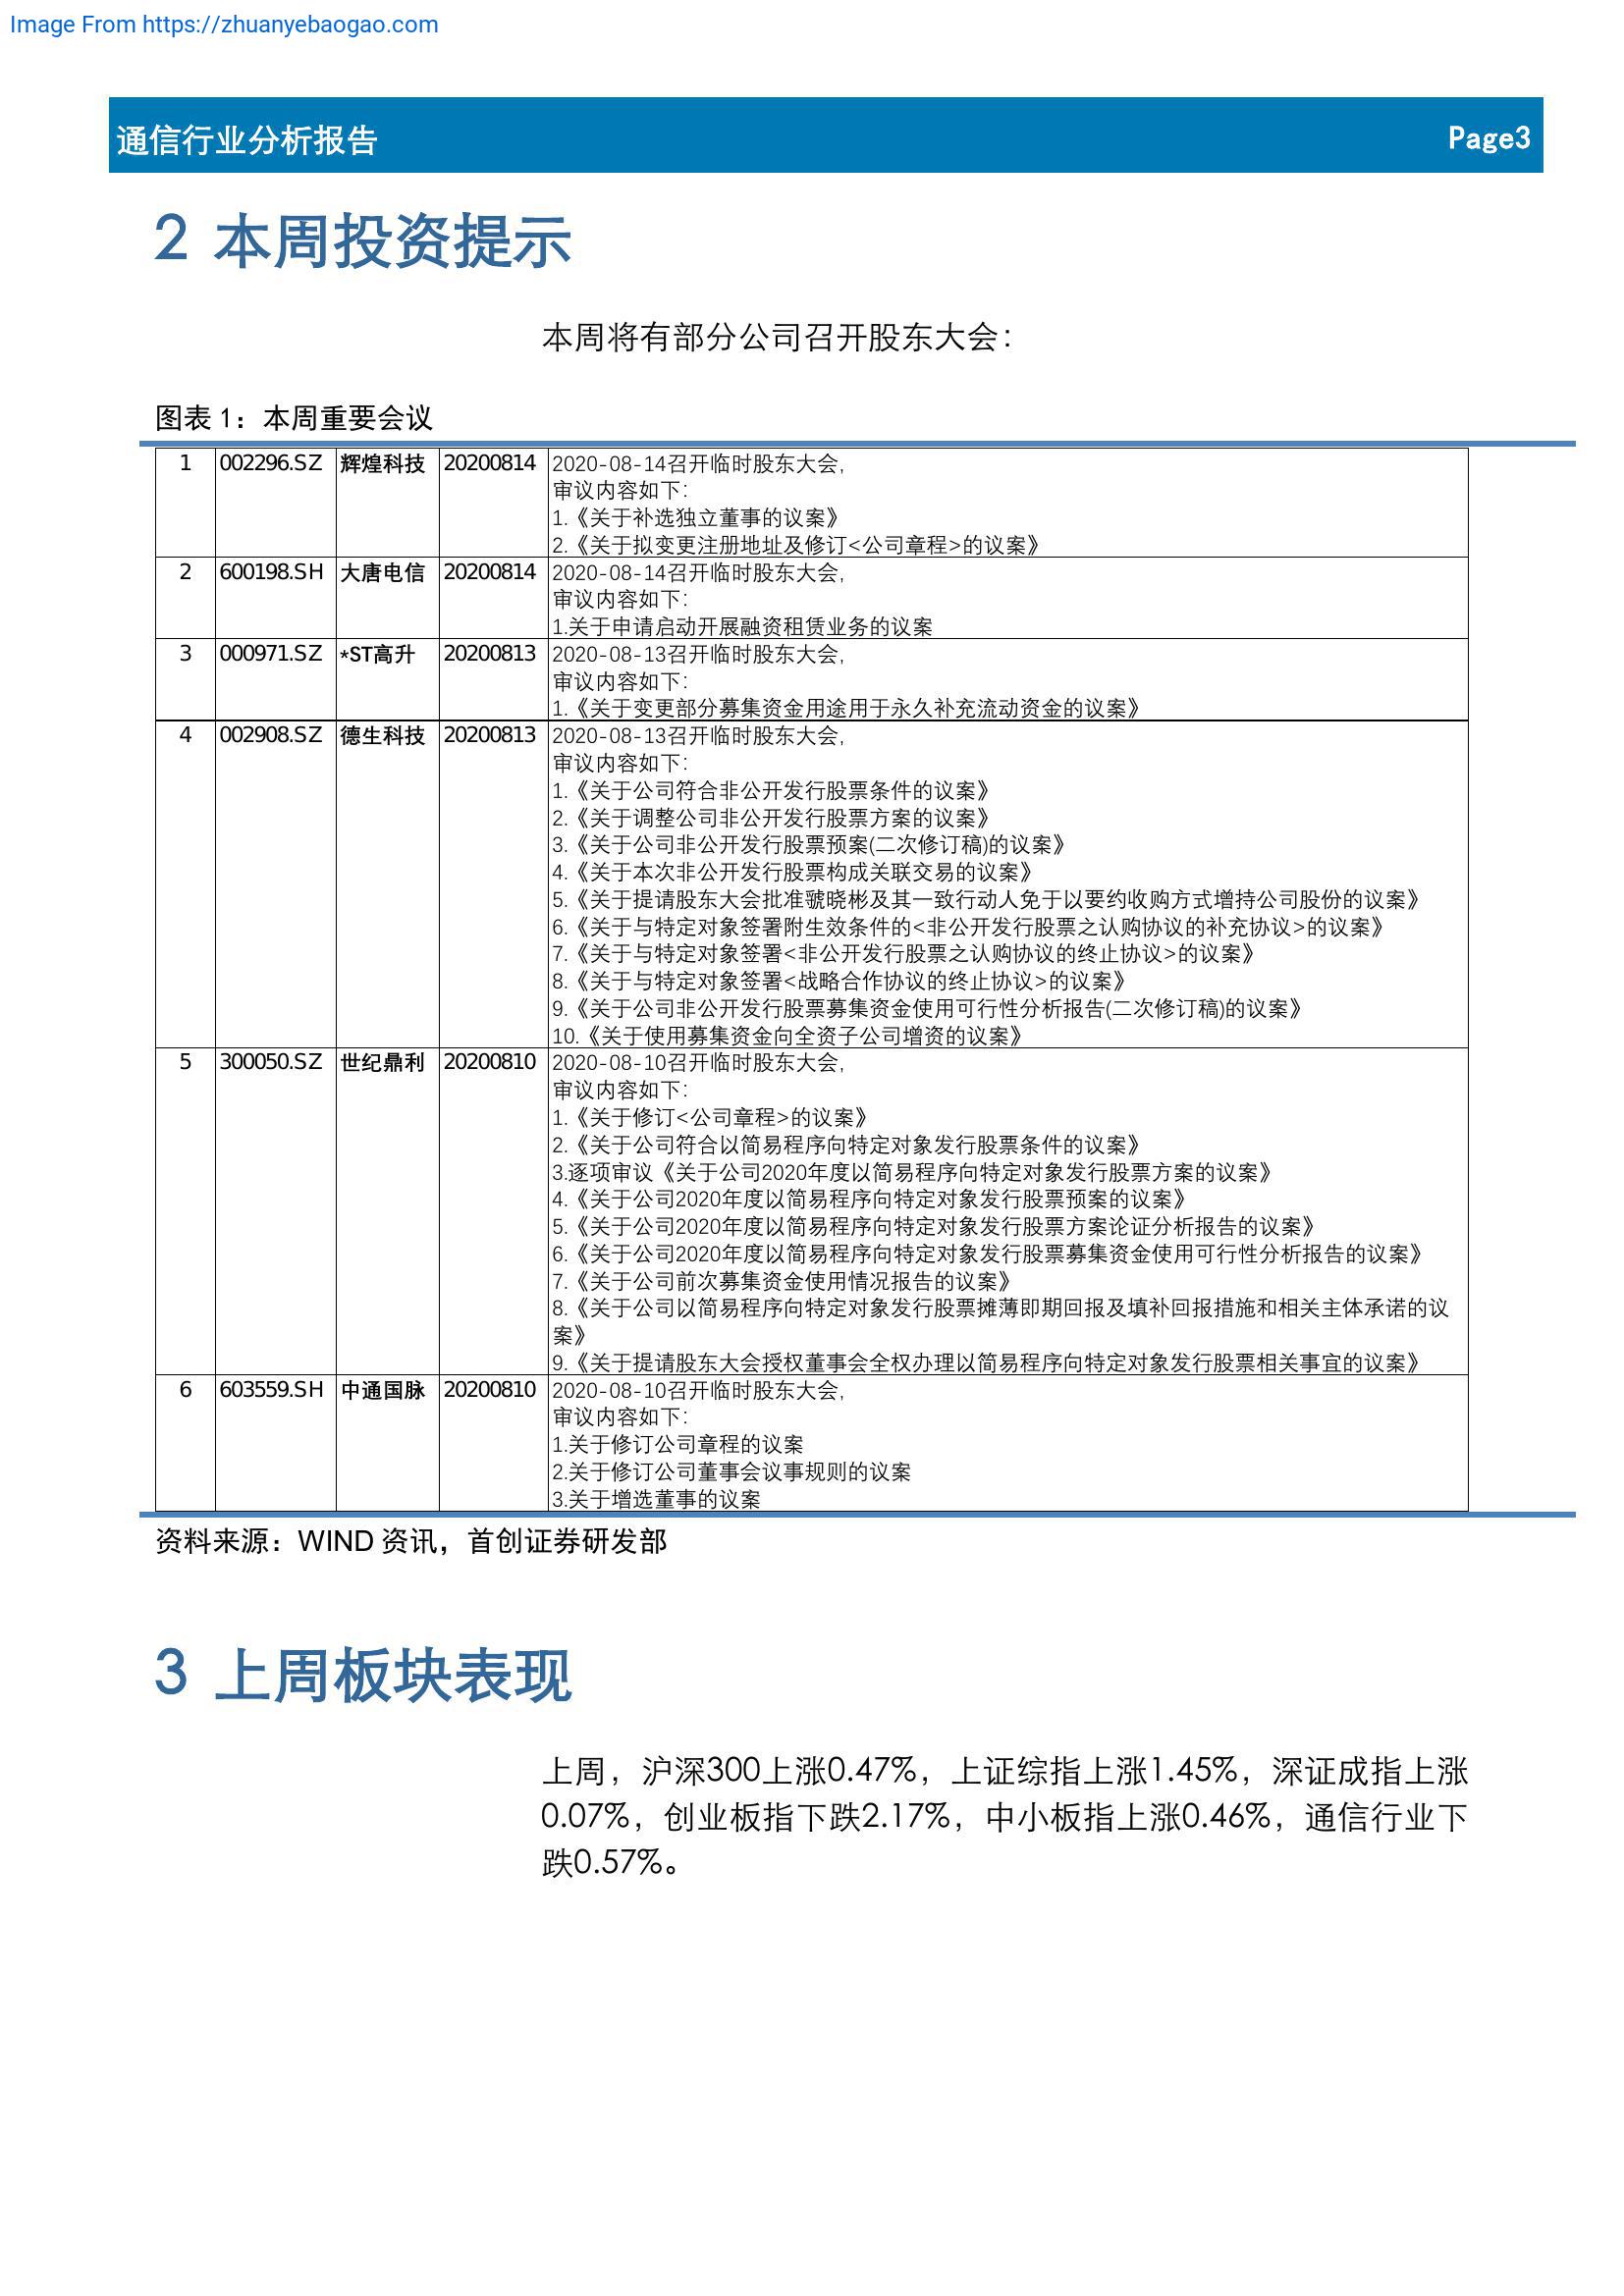 Image From https://zhuanyebaogao.com
通信行业分析报告 Page3
2 本周投资提示
本周将有部分公司召开股东大会：
图表 1：本周重要会议
1 002296.SZ 辉煌科技 20200814 2020-08-14召开临时股东大会,
审议内容如下:
1.《关于补选独立董事的议案》
2.《关于拟变更注册地址及修订<公司章程>的议案》
2 600198.SH 大唐电信 20200814 2020-08-14召开临时股东大会,
审议内容如下:
1.关于申请启动开展融资租赁业务的议案
3 000971.SZ *ST高升 20200813 2020-08-13召开临时股东大会,
审议内容如下:
1.《关于变更部分募集资金用途用于永久补充流动资金的议案》
4 002908.SZ 德生科技 20200813 2020-08-13召开临时股东大会,
审议内容如下:
1.《关于公司符合非公开发行股票条件的议案》
2.《关于调整公司非公开发行股票方案的议案》
3.《关于公司非公开发行股票预案(二次修订稿)的议案》
4.《关于本次非公开发行股票构成关联交易的议案》
5.《关于提请股东大会批准虢晓彬及其一致行动人免于以要约收购方式增持公司股份的议案》
6.《关于与特定对象签署附生效条件的<非公开发行股票之认购协议的补充协议>的议案》
7.《关于与特定对象签署<非公开发行股票之认购协议的终止协议>的议案》
8.《关于与特定对象签署<战略合作协议的终止协议>的议案》
9.《关于公司非公开发行股票募集资金使用可行性分析报告(二次修订稿)的议案》
10.《关于使用募集资金向全资子公司增资的议案》
5 300050.SZ 世纪鼎利 20200810 2020-08-10召开临时股东大会,
审议内容如下:
1.《关于修订<公司章程>的议案》
2.《关于公司符合以简易程序向特定对象发行股票条件的议案》
3.逐项审议《关于公司2020年度以简易程序向特定对象发行股票方案的议案》
4.《关于公司2020年度以简易程序向特定对象发行股票预案的议案》
5.《关于公司2020年度以简易程序向特定对象发行股票方案论证分析报告的议案》
6.《关于公司2020年度以简易程序向特定对象发行股票募集资金使用可行性分析报告的议案》
7.《关于公司前次募集资金使用情况报告的议案》
8.《关于公司以简易程序向特定对象发行股票摊薄即期回报及填补回报措施和相关主体承诺的议
案》
9.《关于提请股东大会授权董事会全权办理以简易程序向特定对象发行股票相关事宜的议案》
6 603559.SH 中通国脉 20200810 2020-08-10召开临时股东大会,
审议内容如下:
1.关于修订公司章程的议案
2.关于修订公司董事会议事规则的议案
3.关于增选董事的议案
资料来源：WIND 资讯，首创证券研发部
3 上周板块表现
上周，沪深300上涨0.47%，上证综指上涨1.45%，深证成指上涨
0.07%，创业板指下跌2.17%，中小板指上涨0.46%，通信行业下
跌0.57%。